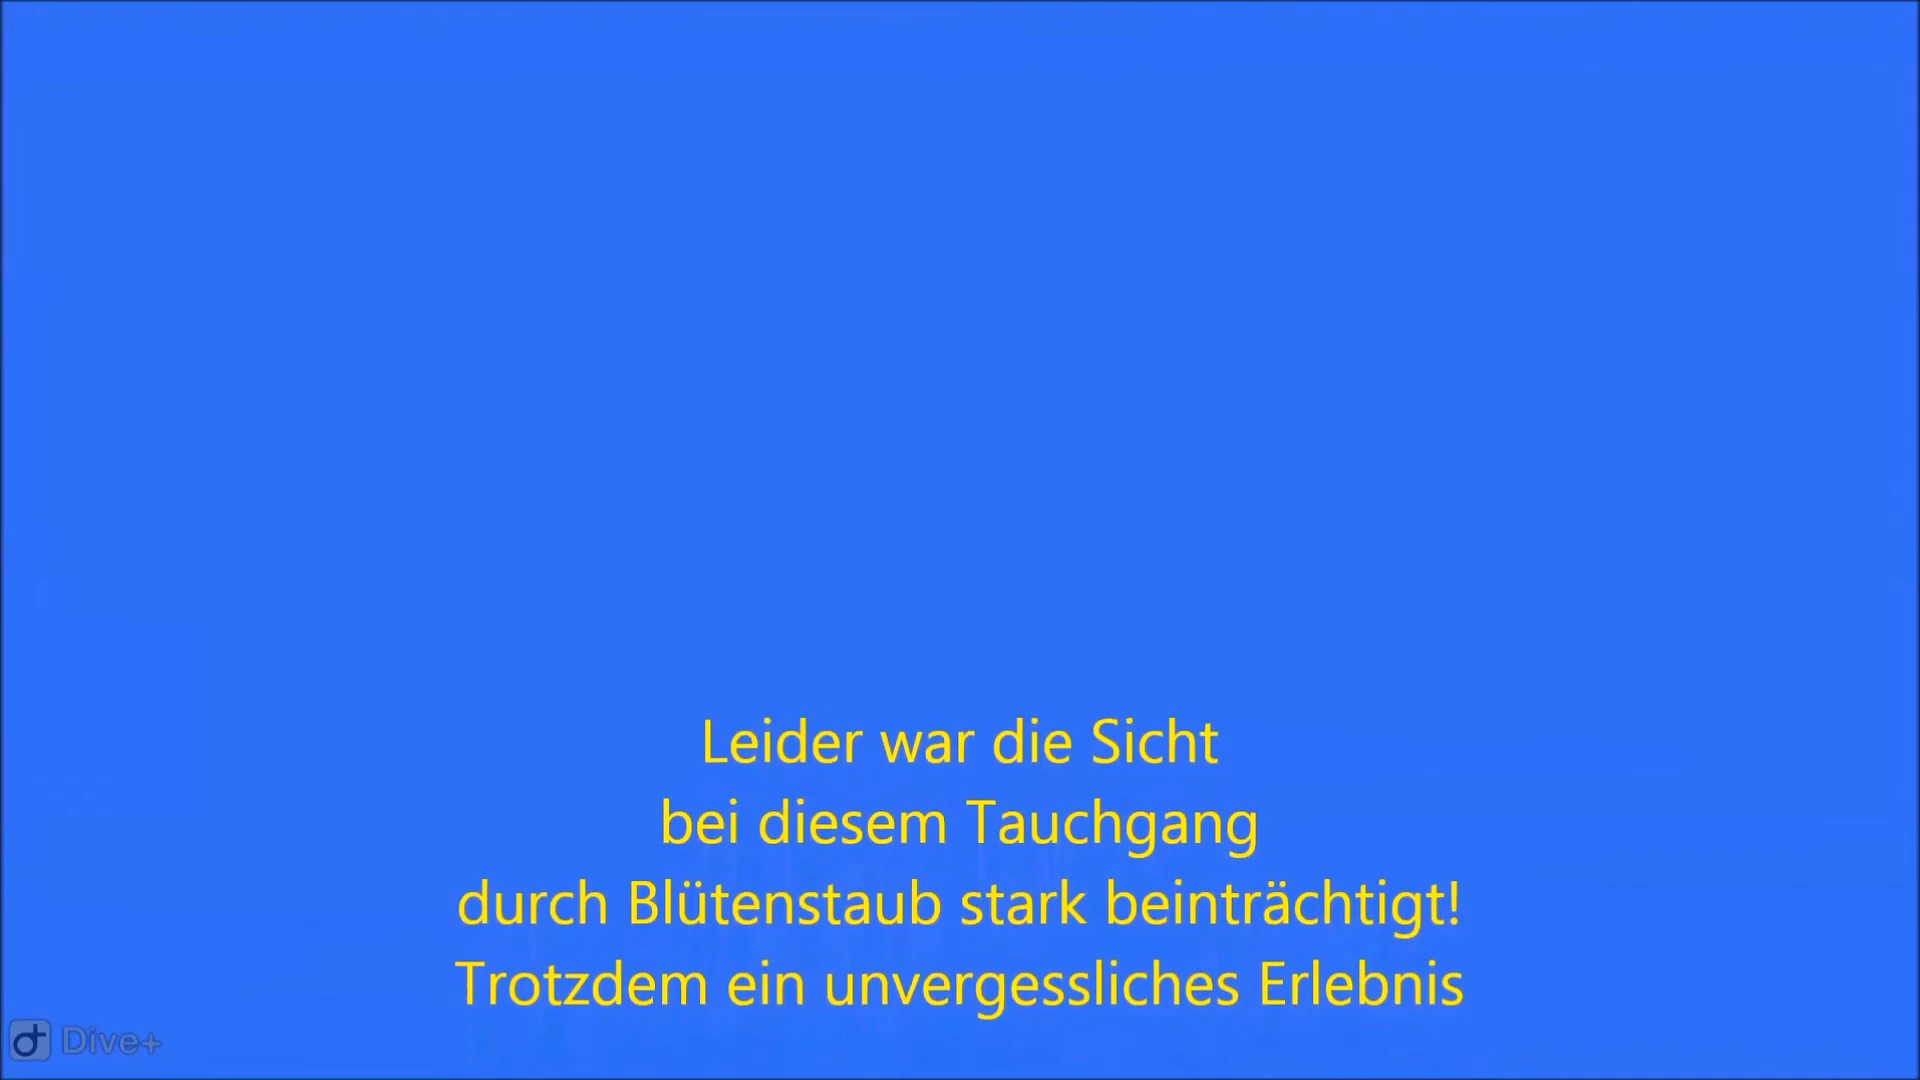 Leider war die Sicht
bei diesem Tauchgang
durch Blütenstaub stark beinträchtigt!
Trotzdem ein unvergessliches Erlebnis
Dive+